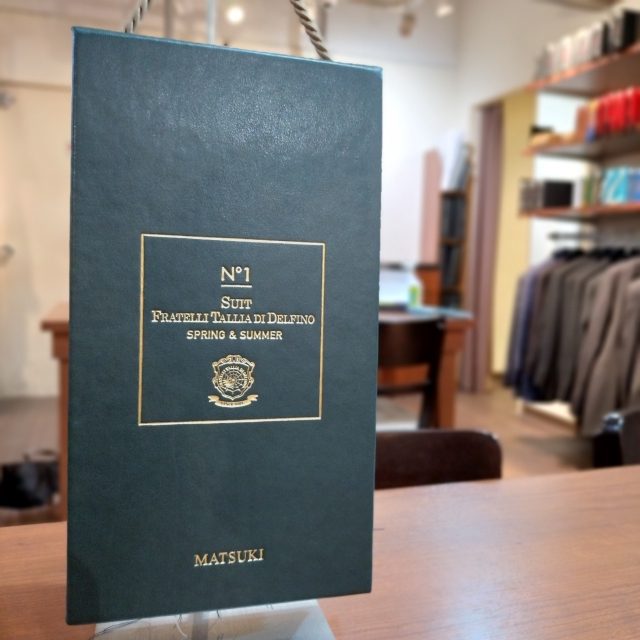 N°1
SUIT
FRATELLI TALLIA DI DELFINO
SPRING & SUMMER
MATSUKI